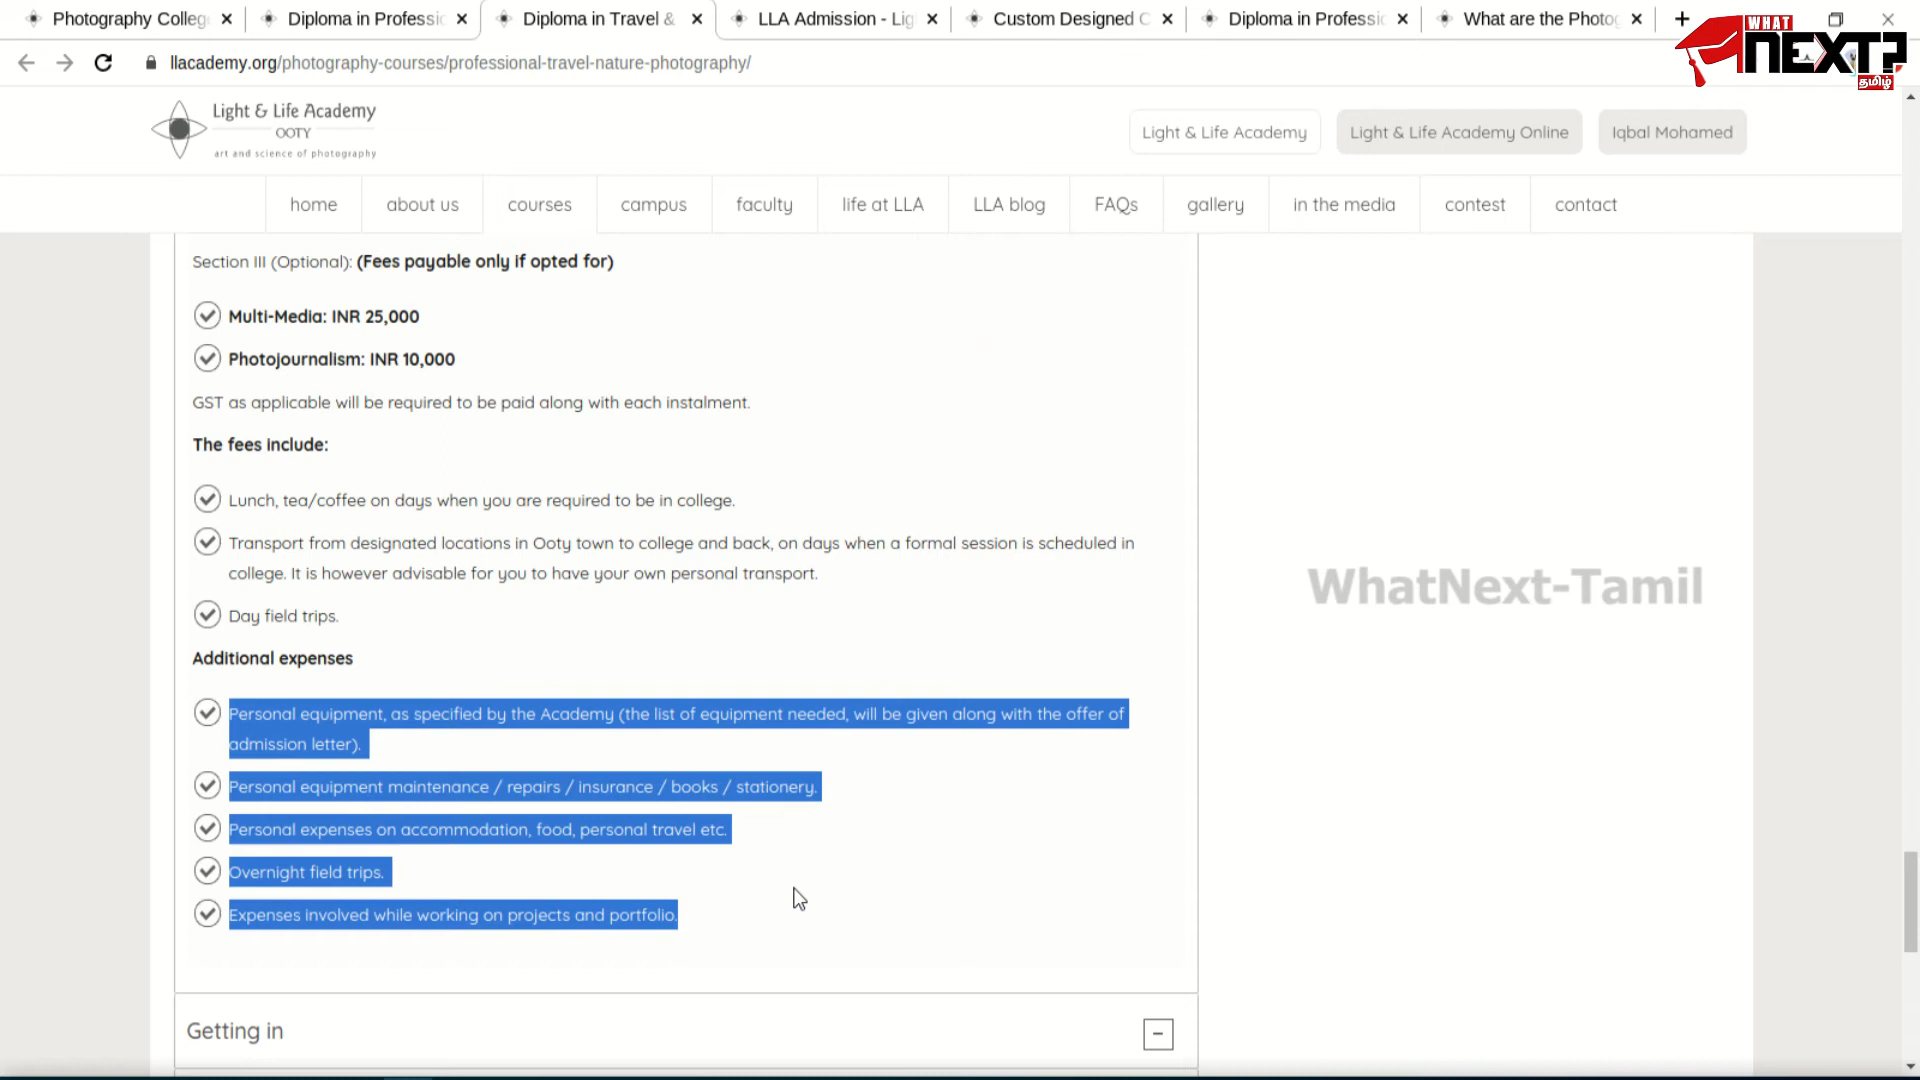 Photography Colleg
Diploma in Professi
Diploma in Travel &
LLA Admission - Lig
Custom Designed C
Diploma in Professi
What are the Photog
WHAT
NEXT?
தமிழ்
llacademy.org/photography-courses/professional-travel-nature-photography/
Light & Life Academy
OOTY
art and science of photography
Light & Life Academy
Light & Life Academy Online
Iqbal Mohamed
home
about us
courses
campus
faculty
life at LLA
LLA blog
FAQs
gallery
in the media
contest
contact
Section III (Optional): (Fees payable only if opted for)
Multi-Media: INR 25,000
Photojournalism: INR 10,000
GST as applicable will be required to be paid along with each instalment.
The fees include:
Lunch, tea/coffee on days when you are required to be in college.
Transport from designated locations in Ooty town to college and back, on days when a formal session is scheduled in
college. It is however advisable for you to have your own personal transport.
Day field trips.
Additional expenses
Personal equipment, as specified by the Academy (the list of equipment needed, will be given along with the offer of
admission letter).
Personal equipment maintenance / repairs / insurance / books / stationery.
Personal expenses on accommodation, food, personal travel etc.
Overnight field trips.
Expenses involved while working on projects and portfolio.
WhatNext-Tamil
Getting in